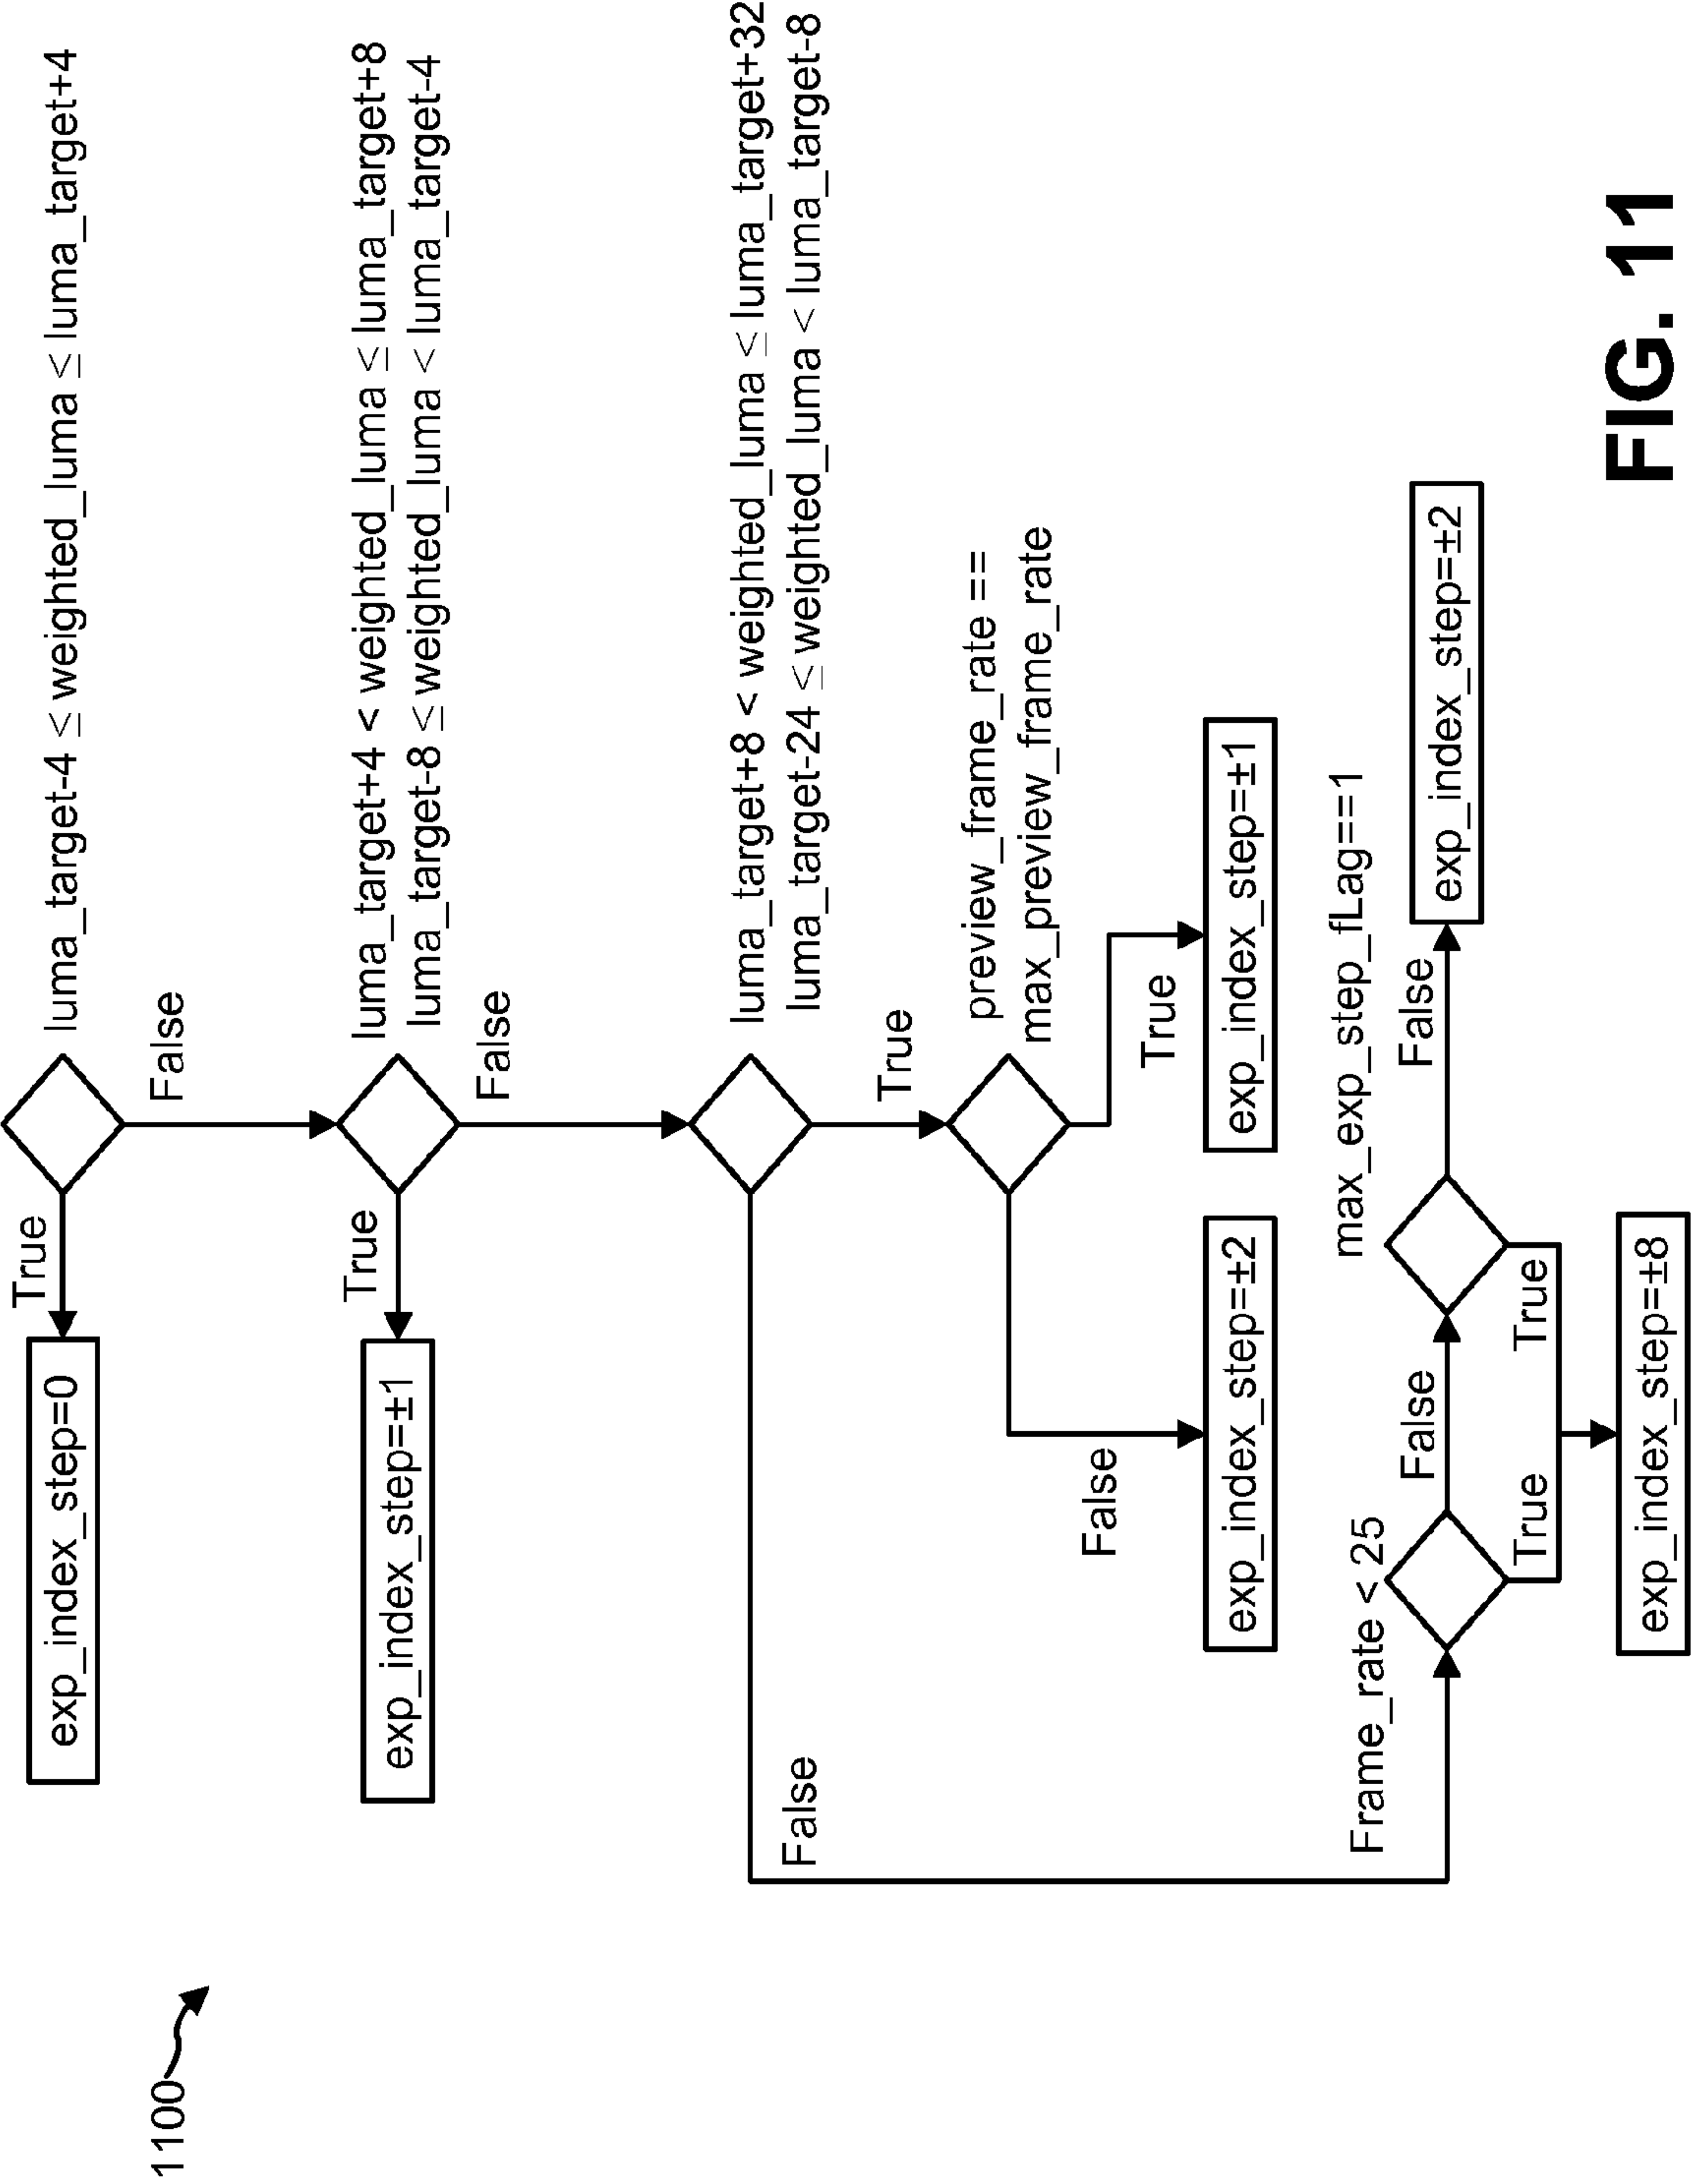 1100
luma_target-4 ≤ weighted_luma ≤ luma_target+4
True
False
exp_index_step=0
luma_target+4 < weighted_luma ≤ luma_target+8
luma_target-8 ≤ weighted_luma < luma_target-4
True
False
exp_index_step=±1
luma_target+8 < weighted_luma ≤ luma_target+32
luma_target-24 ≤ weighted_luma < luma_target-8
False
True
preview_frame_rate ==
max_preview_frame_rate
False
True
exp_index_step=±2
exp_index_step=±1
Frame_rate < 25
max_exp_step_fLag==1
False
False
exp_index_step=±2
True
True
exp_index_step=±8
FIG. 11